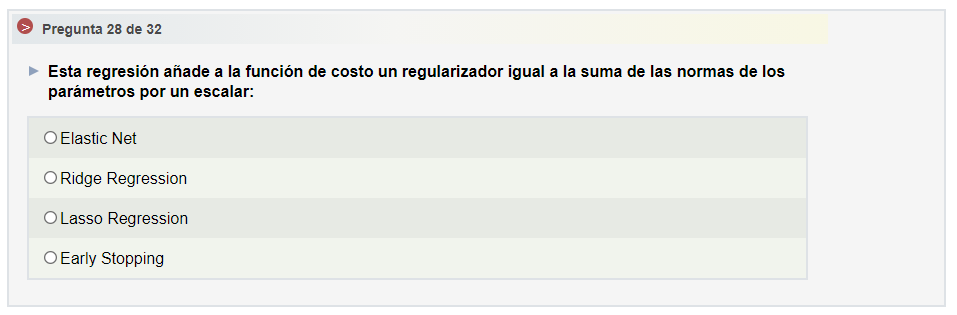 Pregunta 28 de 32
Esta regresión añade a la función de costo un regularizador igual a la suma de las normas de los
parámetros por un escalar:
Elastic Net
Ridge Regression
Lasso Regression
Early Stopping